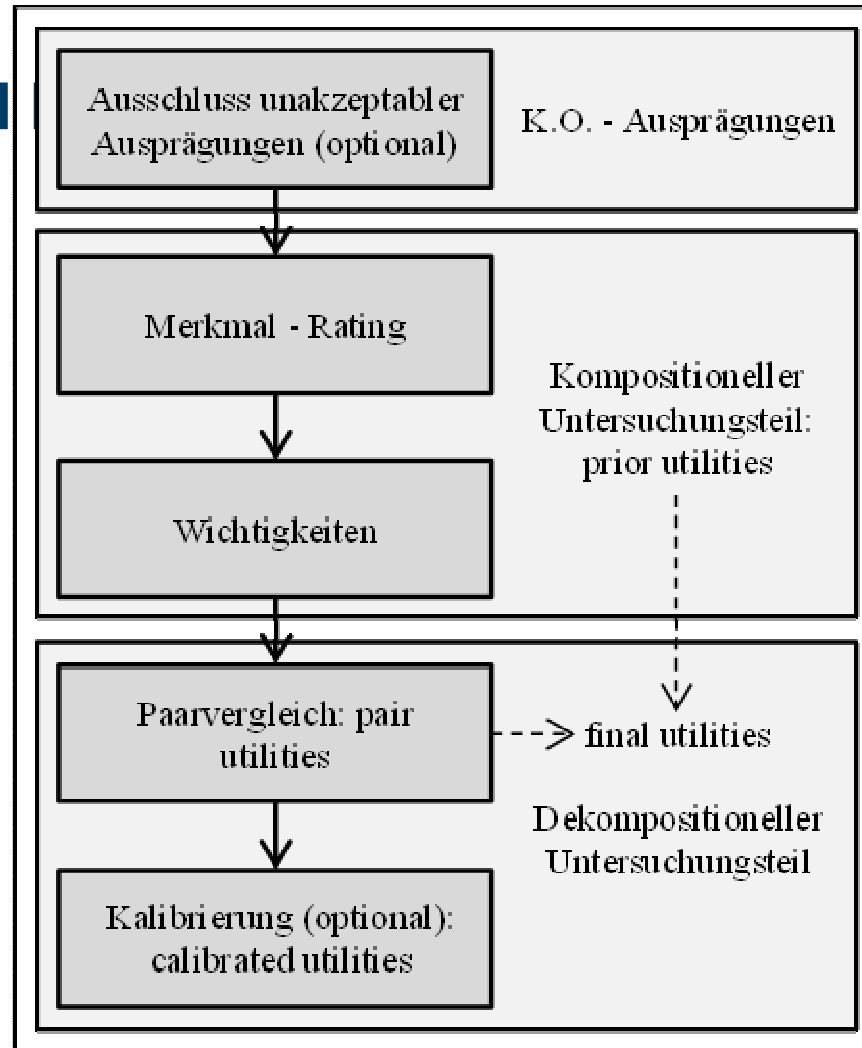 Ausschluss unakzeptabler
Ausprägungen (optional)
K.O. - Ausprägungen
Merkmal - Rating
Kompositioneller
Untersuchungsteil:
prior utilities
Wichtigkeiten
Paarvergleich: pair
utilities
final utilities
Dekompositioneller
Untersuchungsteil
Kalibrierung (optional):
calibrated utilities